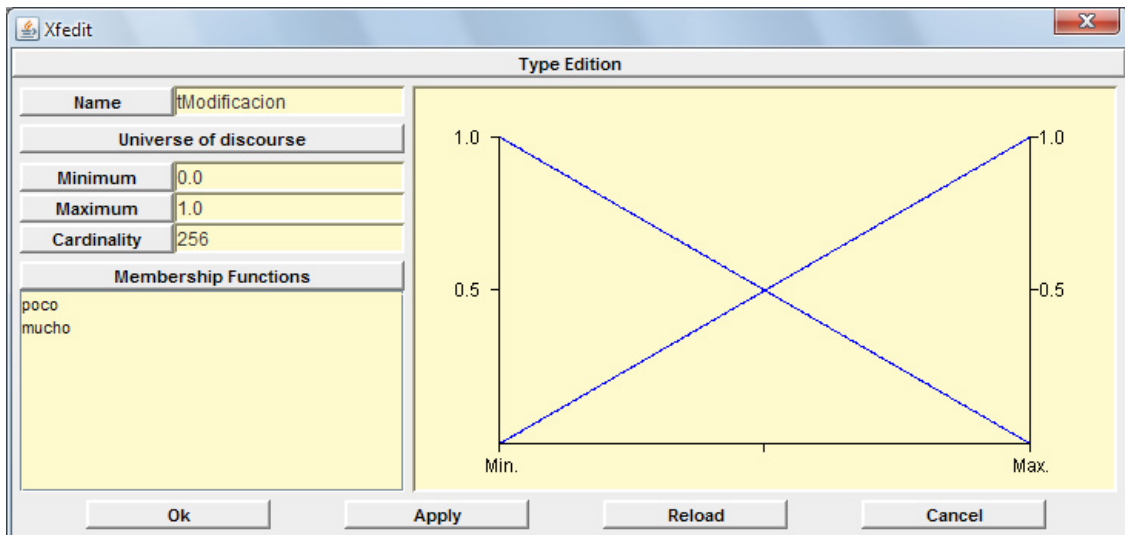 Xfedit
Type Edition
Name tModificacion
Universe of discourse
Minimum 0.0
Maximum 1.0
Cardinality 256
Membership Functions
poco
mucho
1.0 1.0
0.5 0.5
Min. Max.
Ok Apply Reload Cancel